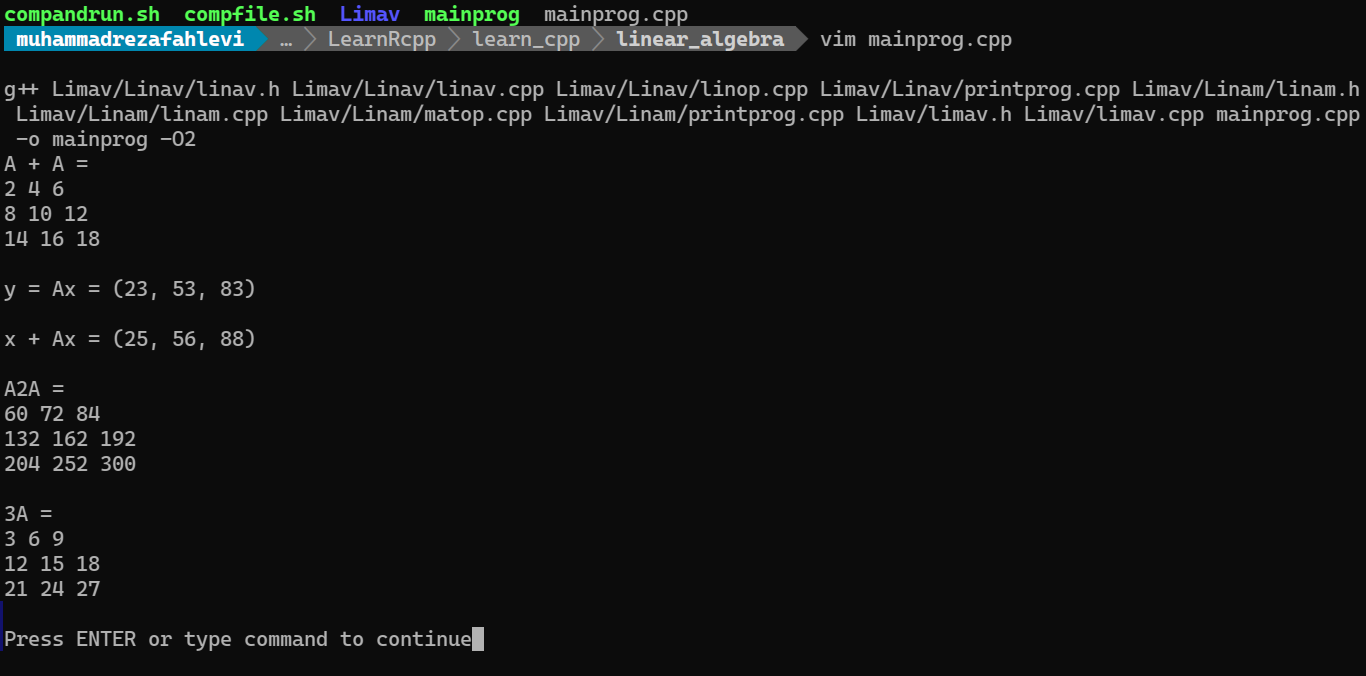 compandrun.sh  compfile.sh  Limav  mainprog  mainprog.cpp
muhammadrezafahlevi … LearnRcpp learn_cpp linear_algebra vim mainprog.cpp
g++ Limav/Linav/linav.h Limav/Linav/linav.cpp Limav/Linav/linop.cpp Limav/Linav/printprog.cpp Limav/Linam/linam.h
Limav/Linam/linam.cpp Limav/Linam/matop.cpp Limav/Linam/printprog.cpp Limav/limav.h Limav/limav.cpp mainprog.cpp
-o mainprog -O2
A + A =
2 4 6
8 10 12
14 16 18
y = Ax = (23, 53, 83)
x + Ax = (25, 56, 88)
A2A =
60 72 84
132 162 192
204 252 300
3A =
3 6 9
12 15 18
21 24 27
Press ENTER or type command to continue